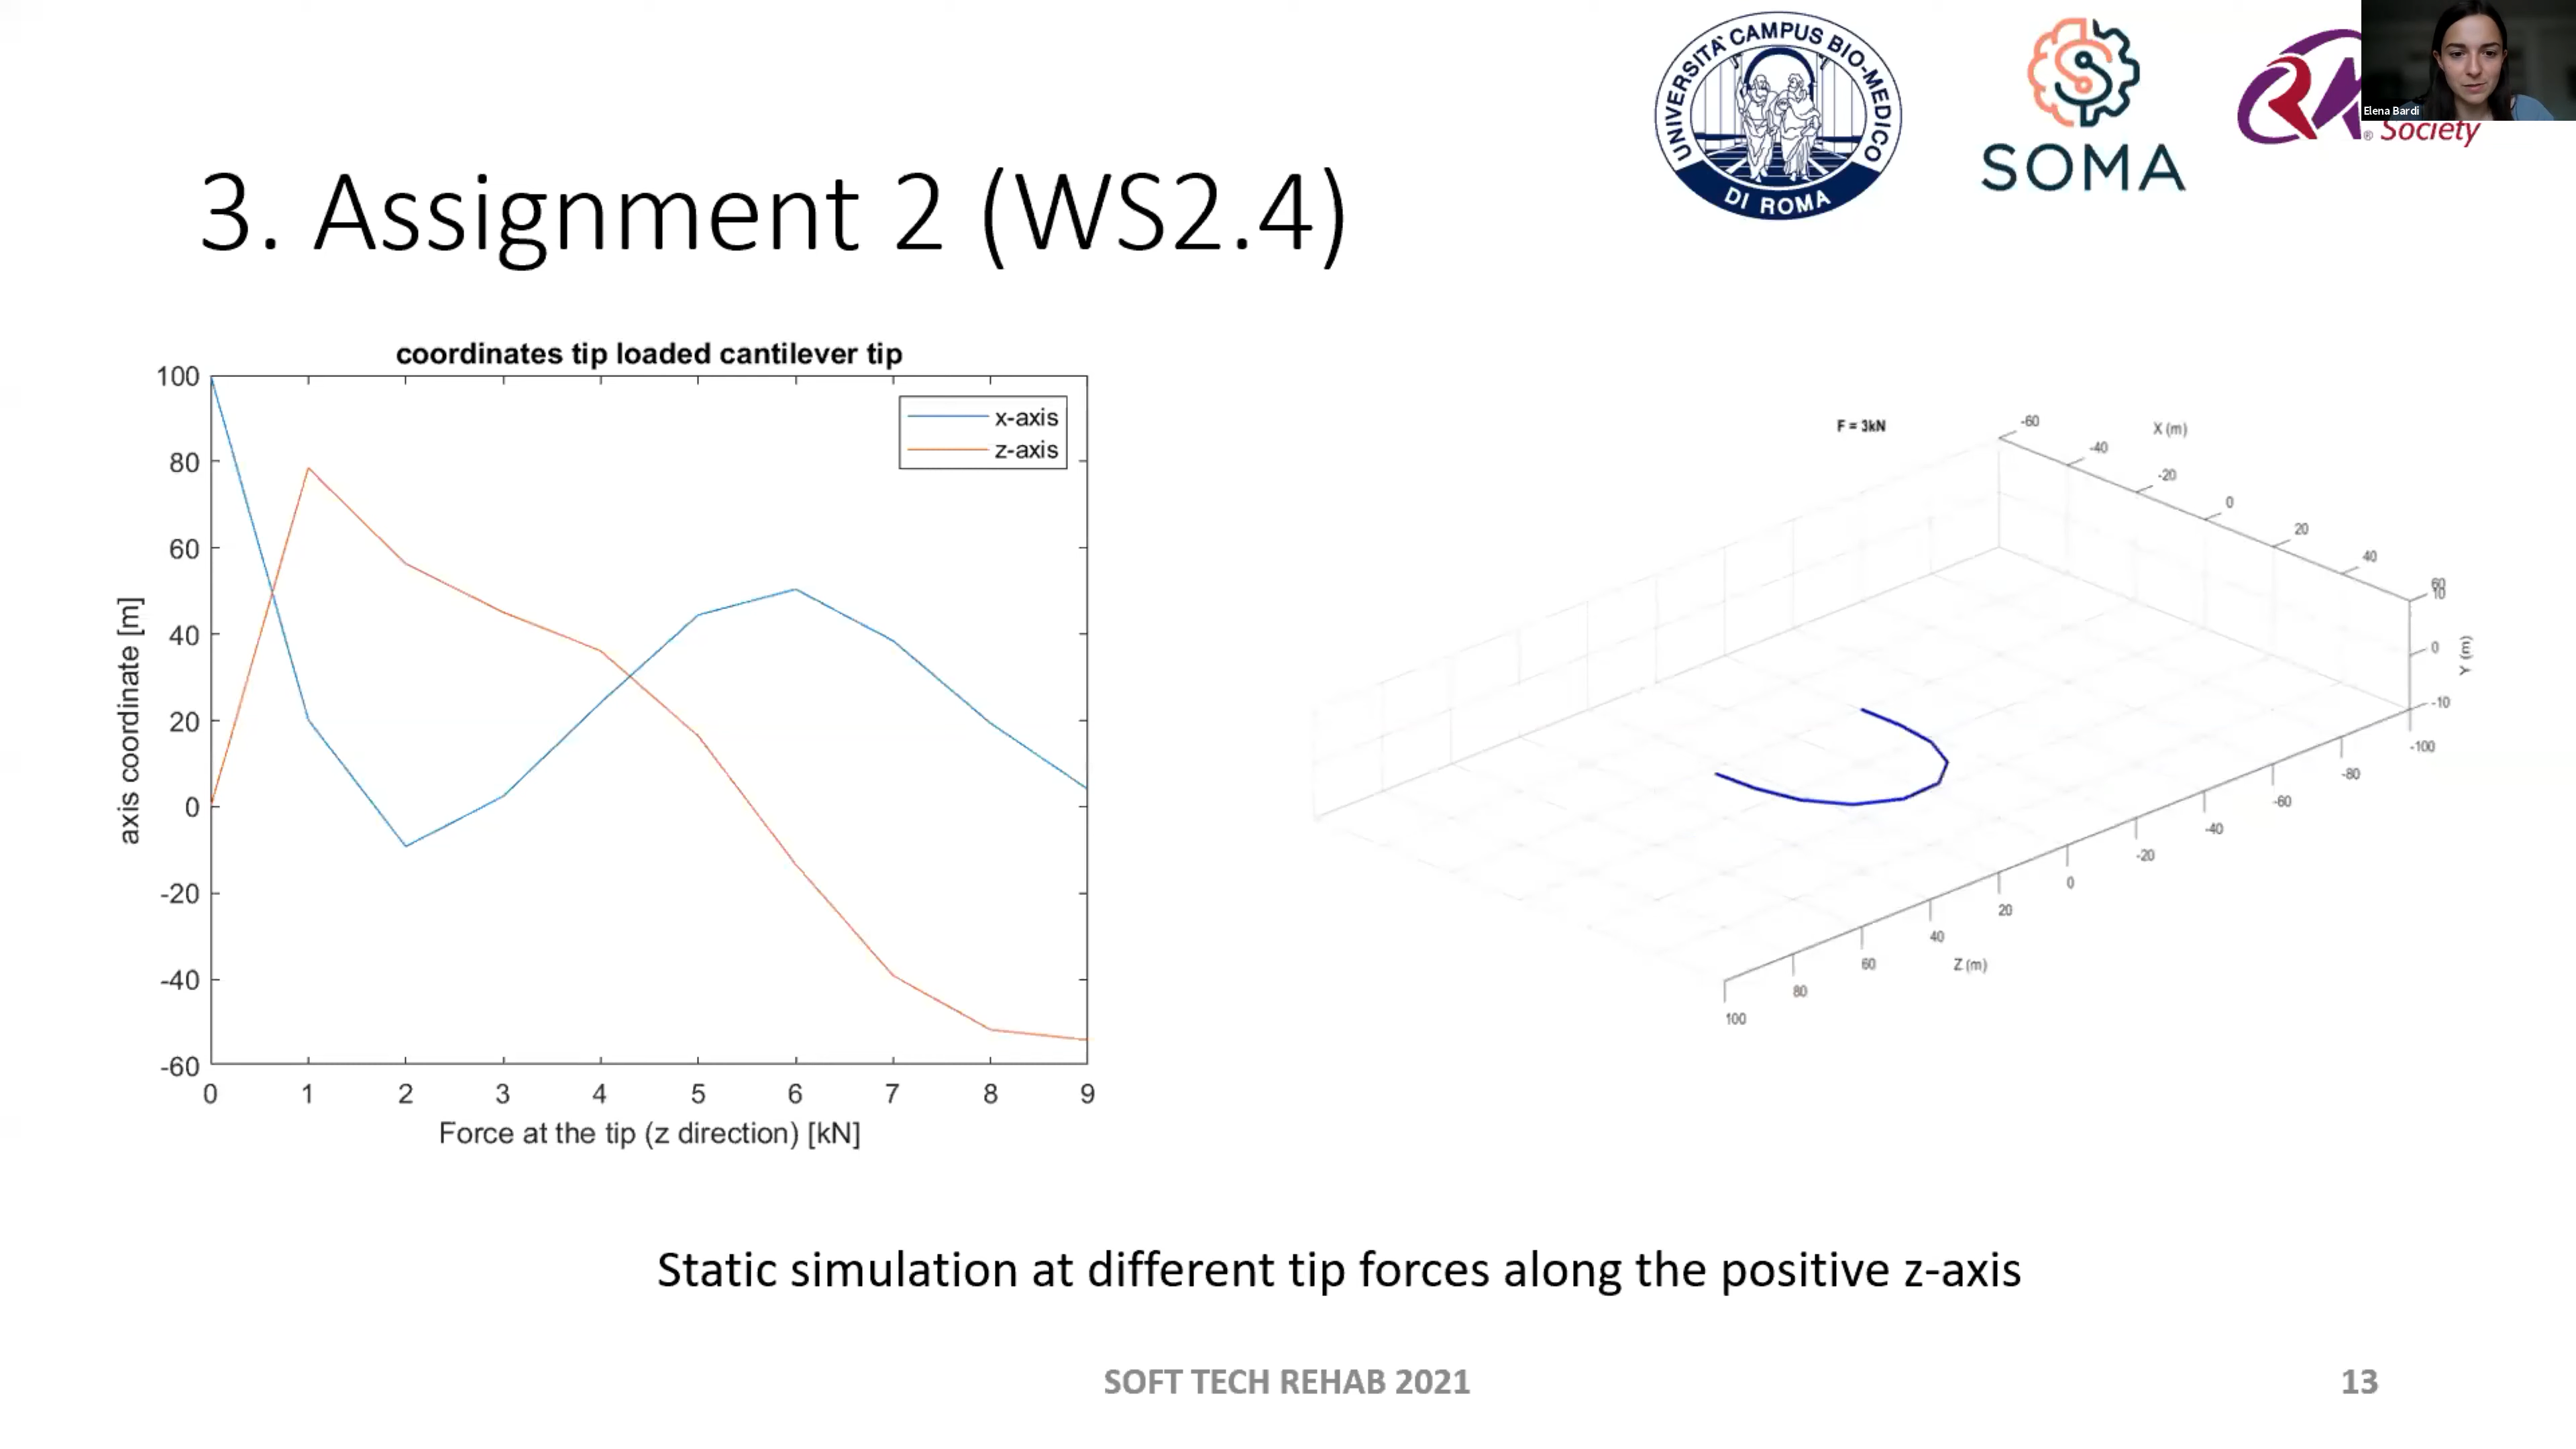 UNIVERSITA' CAMPUS BIO-MEDICO
DI ROMA
SOMA
Elena Bardi
® Society
3. Assignment 2 (WS2.4)
coordinates tip loaded cantilever tip
x-axis
z-axis
100
80
60
40
20
0
-20
-40
-60
axis coordinate [m]
0 1 2 3 4 5 6 7 8 9
Force at the tip (z direction) [kN]
F = 3kN
X (m)
-60
-40
-20
0
20
40
60
10
0
-10
Y (m)
-100
-80
-60
-40
-20
0
20
40
60
80
100
Z (m)
Static simulation at different tip forces along the positive z-axis
SOFT TECH REHAB 2021
13